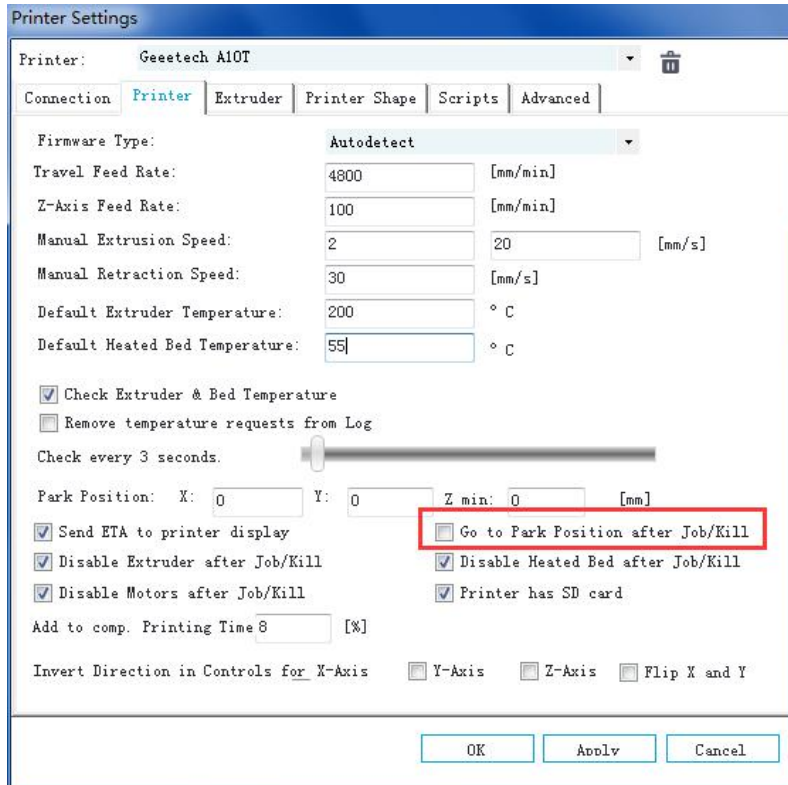 Printer Settings
Printer: Geeetech A10T
Connection Printer Extruder Printer Shape Scripts Advanced
Firmware Type: Autodetect
Travel Feed Rate: 4800 [mm/min]
Z-Axis Feed Rate: 100 [mm/min]
Manual Extrusion Speed: 2 20 [mm/s]
Manual Retraction Speed: 30 [mm/s]
Default Extruder Temperature: 200 ° C
Default Heated Bed Temperature: 55 ° C
Check Extruder & Bed Temperature
Remove temperature requests from Log
Check every 3 seconds.
Park Position: X: 0 Y: 0 Z min: 0 [mm]
Send ETA to printer display Go to Park Position after Job/Kill
Disable Extruder after Job/Kill Disable Heated Bed after Job/Kill
Disable Motors after Job/Kill Printer has SD card
Add to comp. Printing Time 8 [%]
Invert Direction in Controls for X-Axis Y-Axis Z-Axis Flip X and Y
OK Apply Cancel